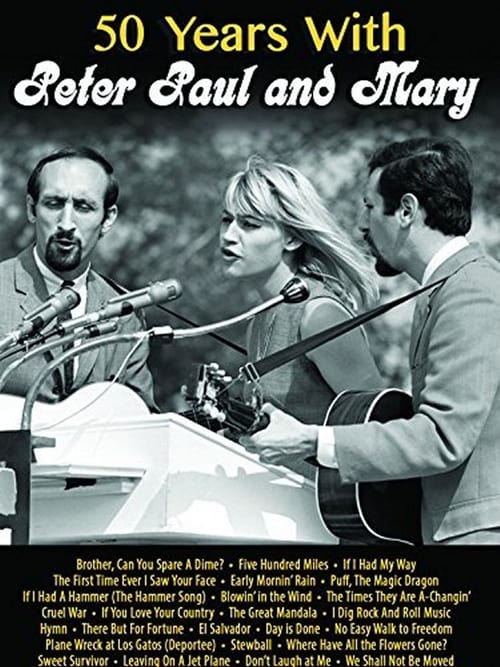 50 Years With
Peter Paul and Mary
Brother, Can You Spare A Dime? • Five Hundred Miles • If I Had My Way
The First Time Ever I Saw Your Face • Early Mornin' Rain • Puff, The Magic Dragon
If I Had A Hammer (The Hammer Song) • Blowin' in the Wind • The Times They Are A-Changin'
Cruel War • If You Love Your Country • The Great Mandala • I Dig Rock And Roll Music
Hymn • There But For Fortune • El Salvador • Day is Done • No Easy Walk to Freedom
Plane Wreck at Los Gatos (Deportee) • Stewball • Where Have All the Flowers Gone?
Sweet Survivor • Leaving On A Jet Plane • Don't Laugh at Me • We Shall Not Be Moved